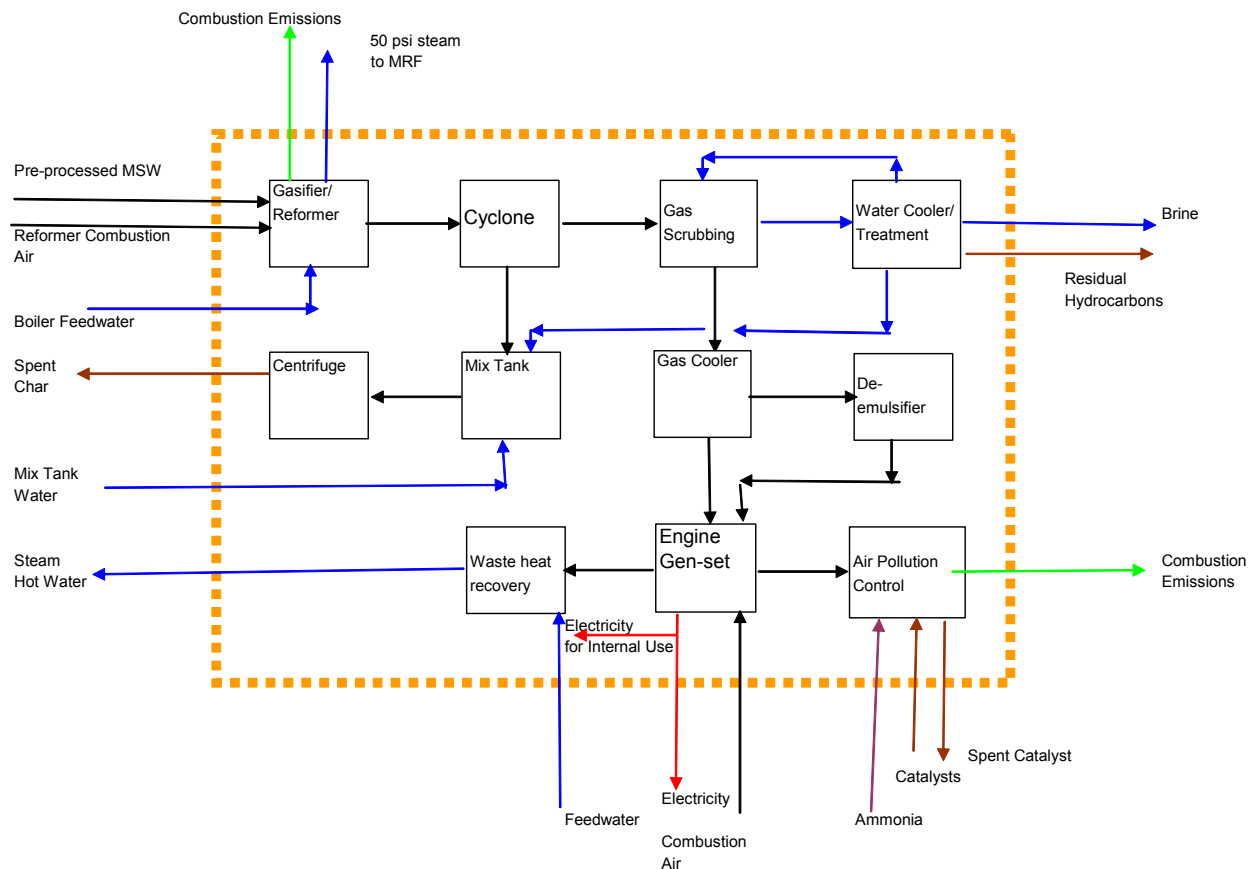 Combustion Emissions
50 psi steam
to MRF
Pre-processed MSW
Reformer Combustion
Air
Boiler Feedwater
Gasifier/
Reformer
Cyclone
Gas
Scrubbing
Water Cooler/
Treatment
Brine
Residual
Hydrocarbons
Spent
Char
Centrifuge
Mix Tank
Gas Cooler
De-
emulsifier
Mix Tank
Water
Steam
Hot Water
Waste heat
recovery
Engine
Gen-set
Air Pollution
Control
Combustion
Emissions
Electricity
for Internal Use
Feedwater
Electricity
Combustion
Air
Catalysts
Spent Catalyst
Ammonia